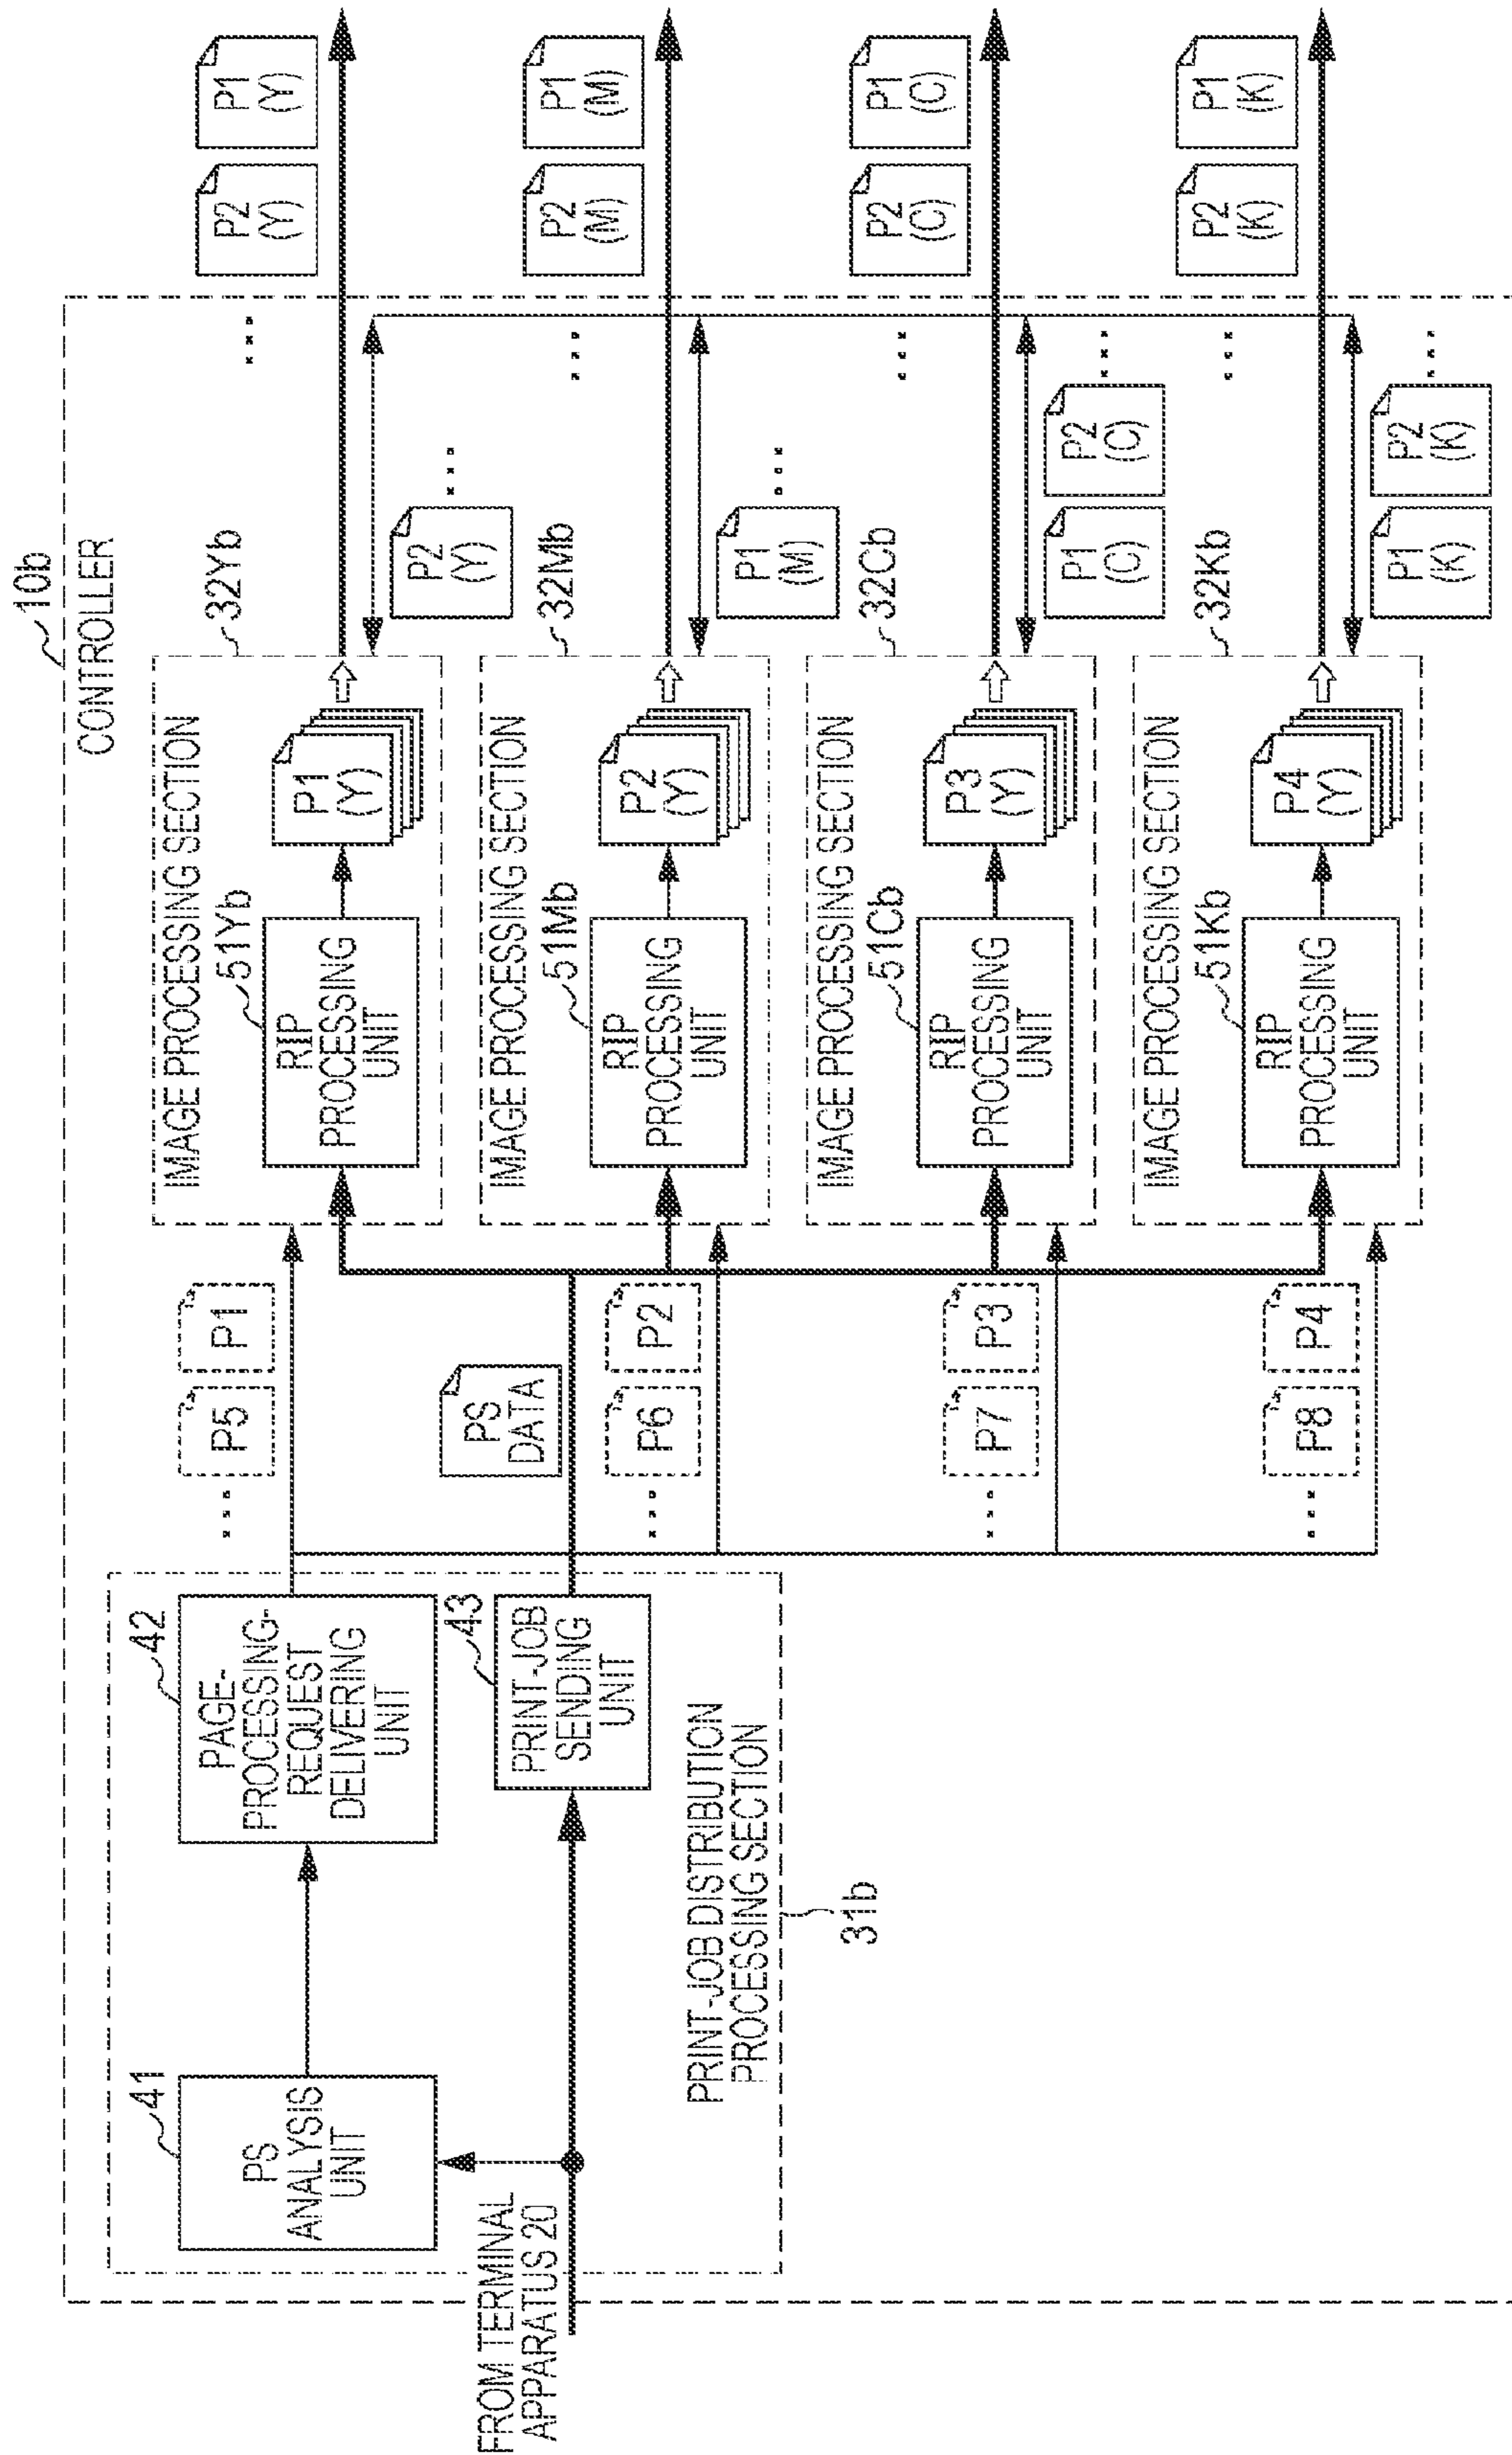 10b
CONTROLLER
FROM TERMINAL
APPARATUS 20
41
PS
ANALYSIS
UNIT
42
PAGE-
PROCESSING-
REQUEST
DELIVERING
UNIT
43
PRINT-JOB
SENDING
UNIT
PRINT-JOB DISTRIBUTION
PROCESSING SECTION
31b
... P5 P1
PS
DATA
... P6 P2
... P7 P3
... P8 P4
32Yb
IMAGE PROCESSING SECTION
51Yb
RIP
PROCESSING
UNIT
P1
(Y)
...
P2
(Y)
P1
(Y)
P2
(Y)
...
32Mb
IMAGE PROCESSING SECTION
51Mb
RIP
PROCESSING
UNIT
P2
(Y)
...
P2
(M)
P1
(M)
P1
(M)
...
32Cb
IMAGE PROCESSING SECTION
51Cb
RIP
PROCESSING
UNIT
P3
(Y)
...
P2
(C)
P1
(C)
P1
(C)
P2
(C)
...
32Kb
IMAGE PROCESSING SECTION
51Kb
RIP
PROCESSING
UNIT
P4
(Y)
...
P2
(K)
P1
(K)
P1
(K)
P2
(K)
...